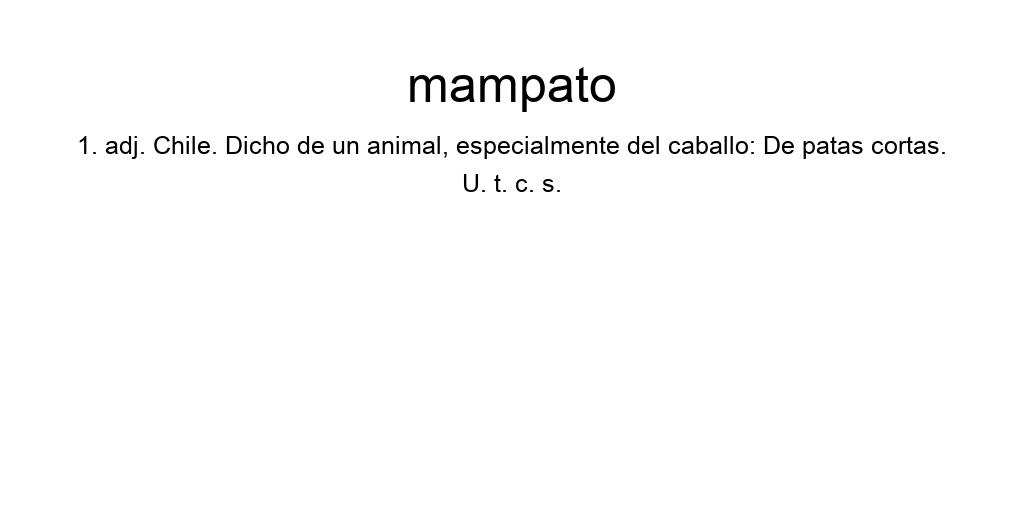 mampato
1. adj. Chile. Dicho de un animal, especialmente del caballo: De patas cortas.
U. t. c. s.